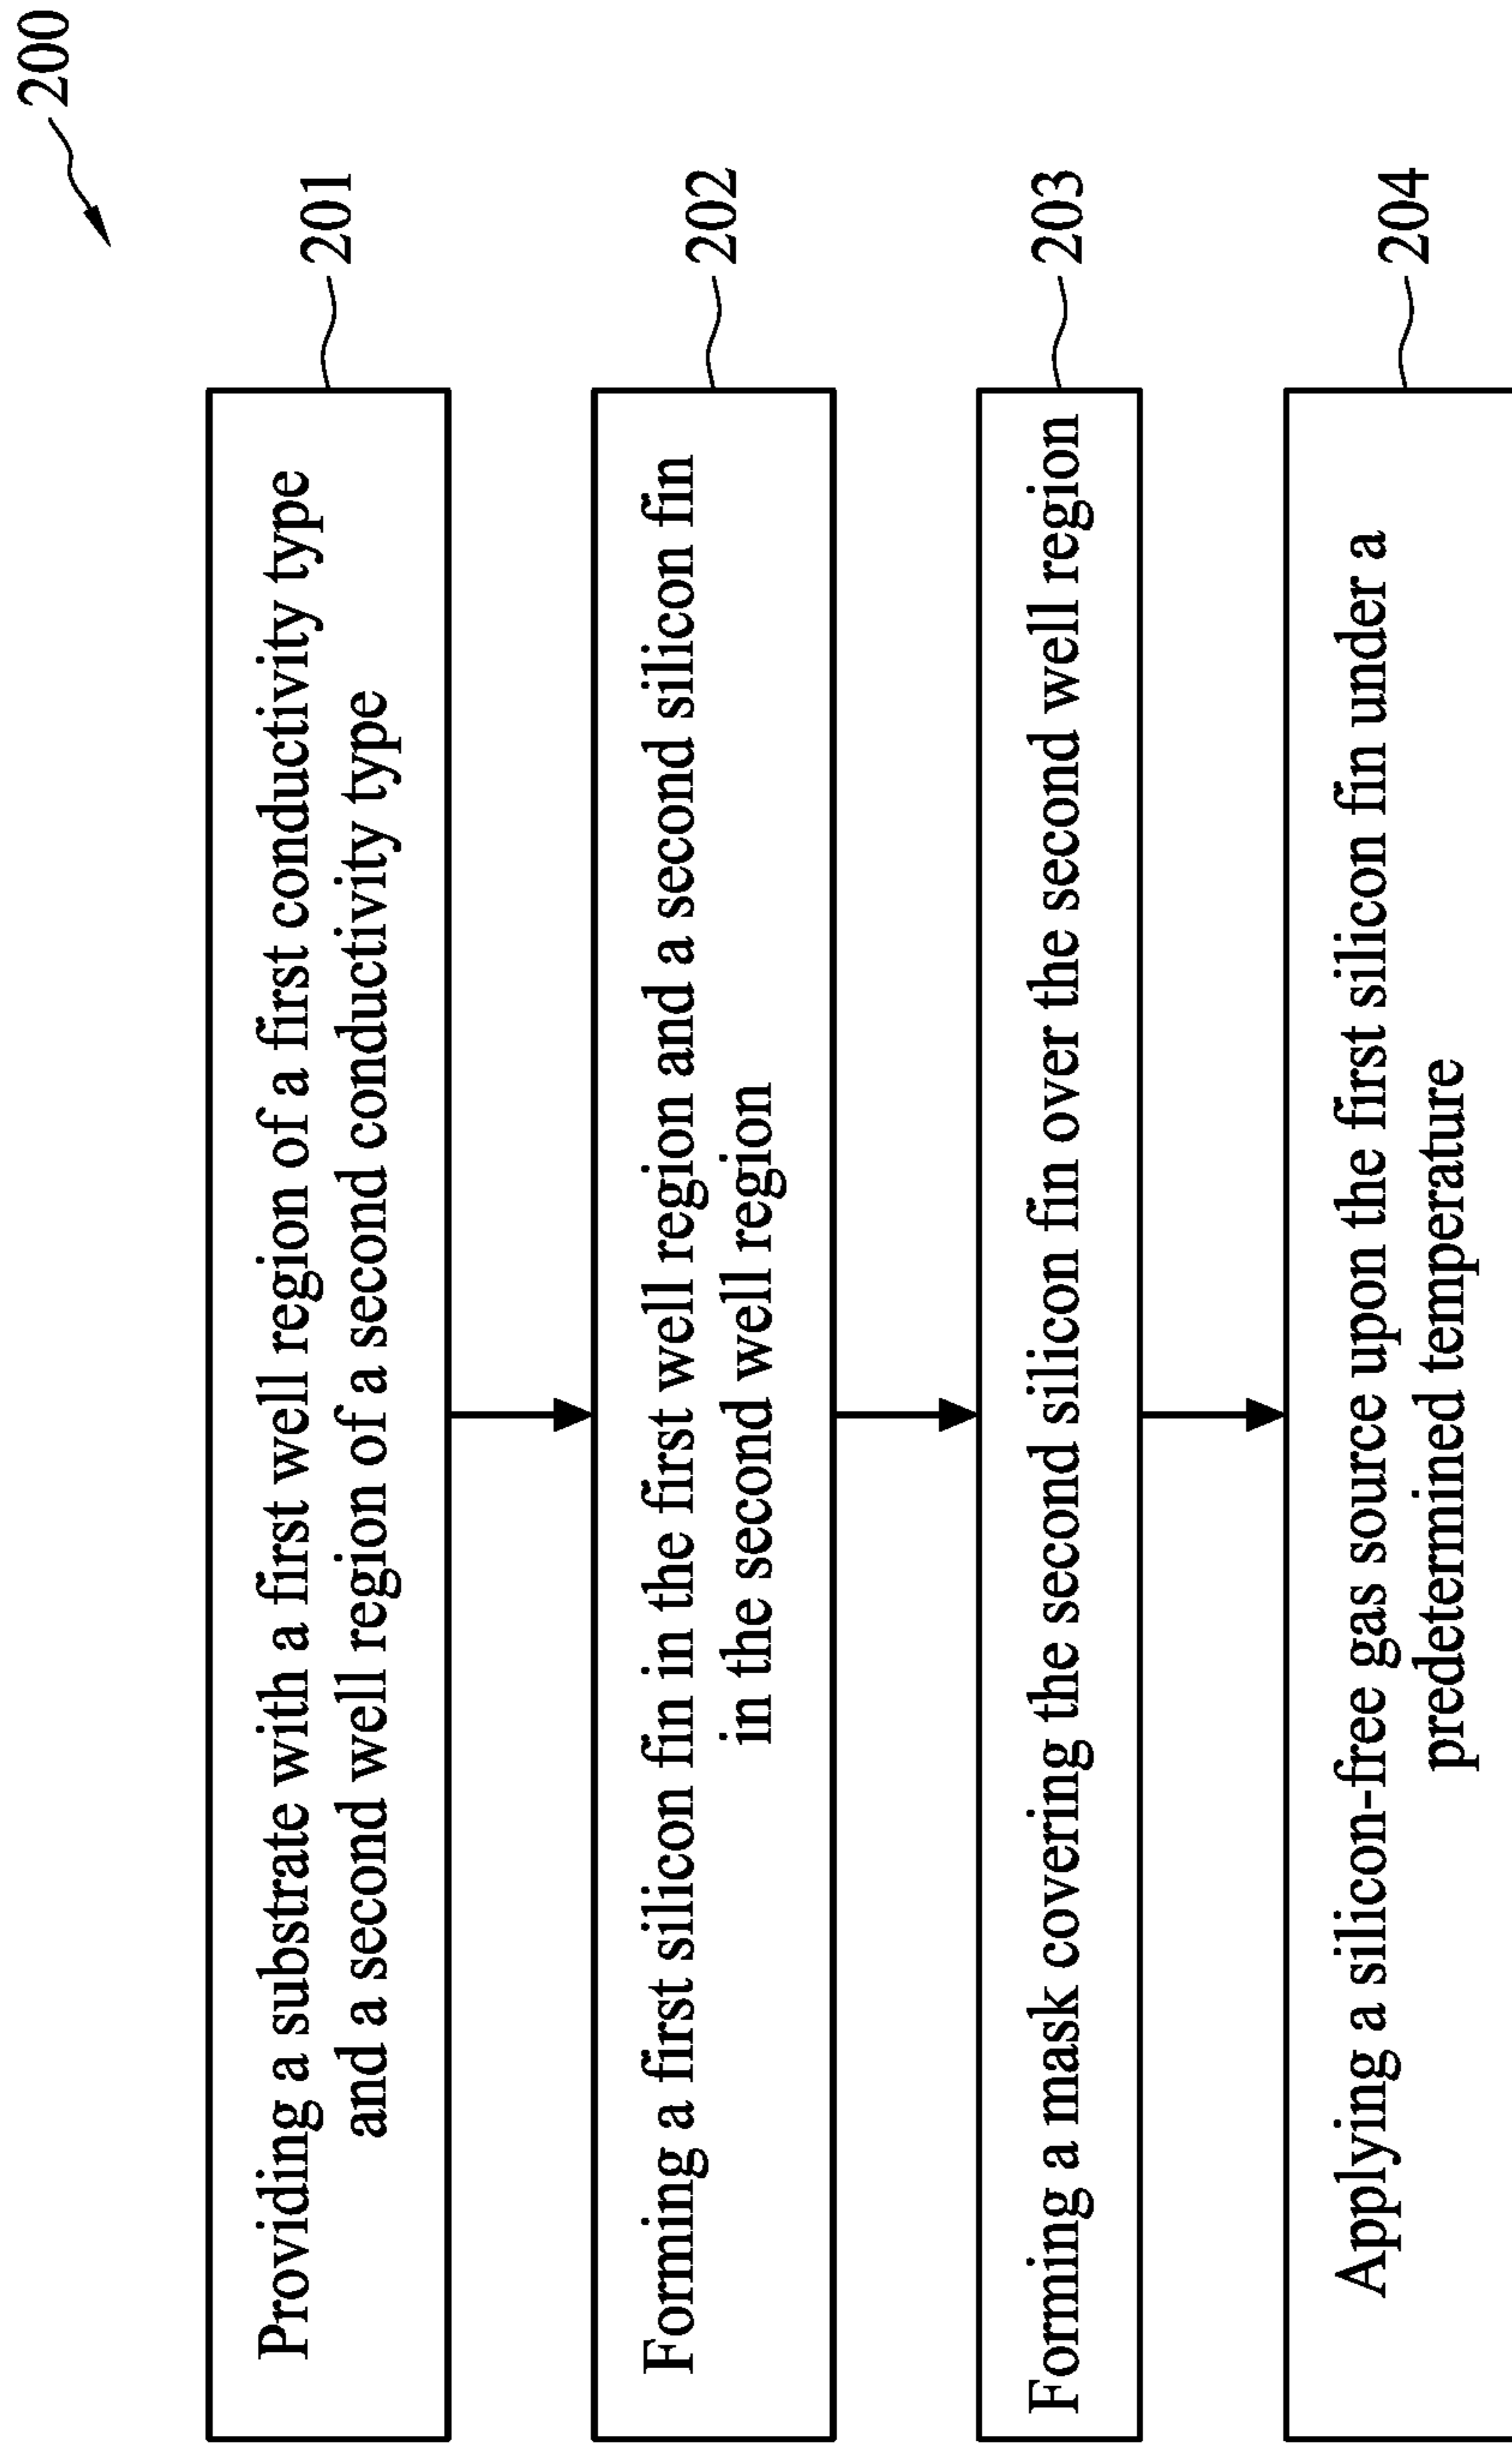 200
201
Providing a substrate with a first well region of a first conductivity type
and a second well region of a second conductivity type
202
Forming a first silicon fin in the first well region and a second silicon fin
in the second well region
203
Forming a mask covering the second silicon fin over the second well region
204
Applying a silicon-free gas source upon the first silicon fin under a
predetermined temperature